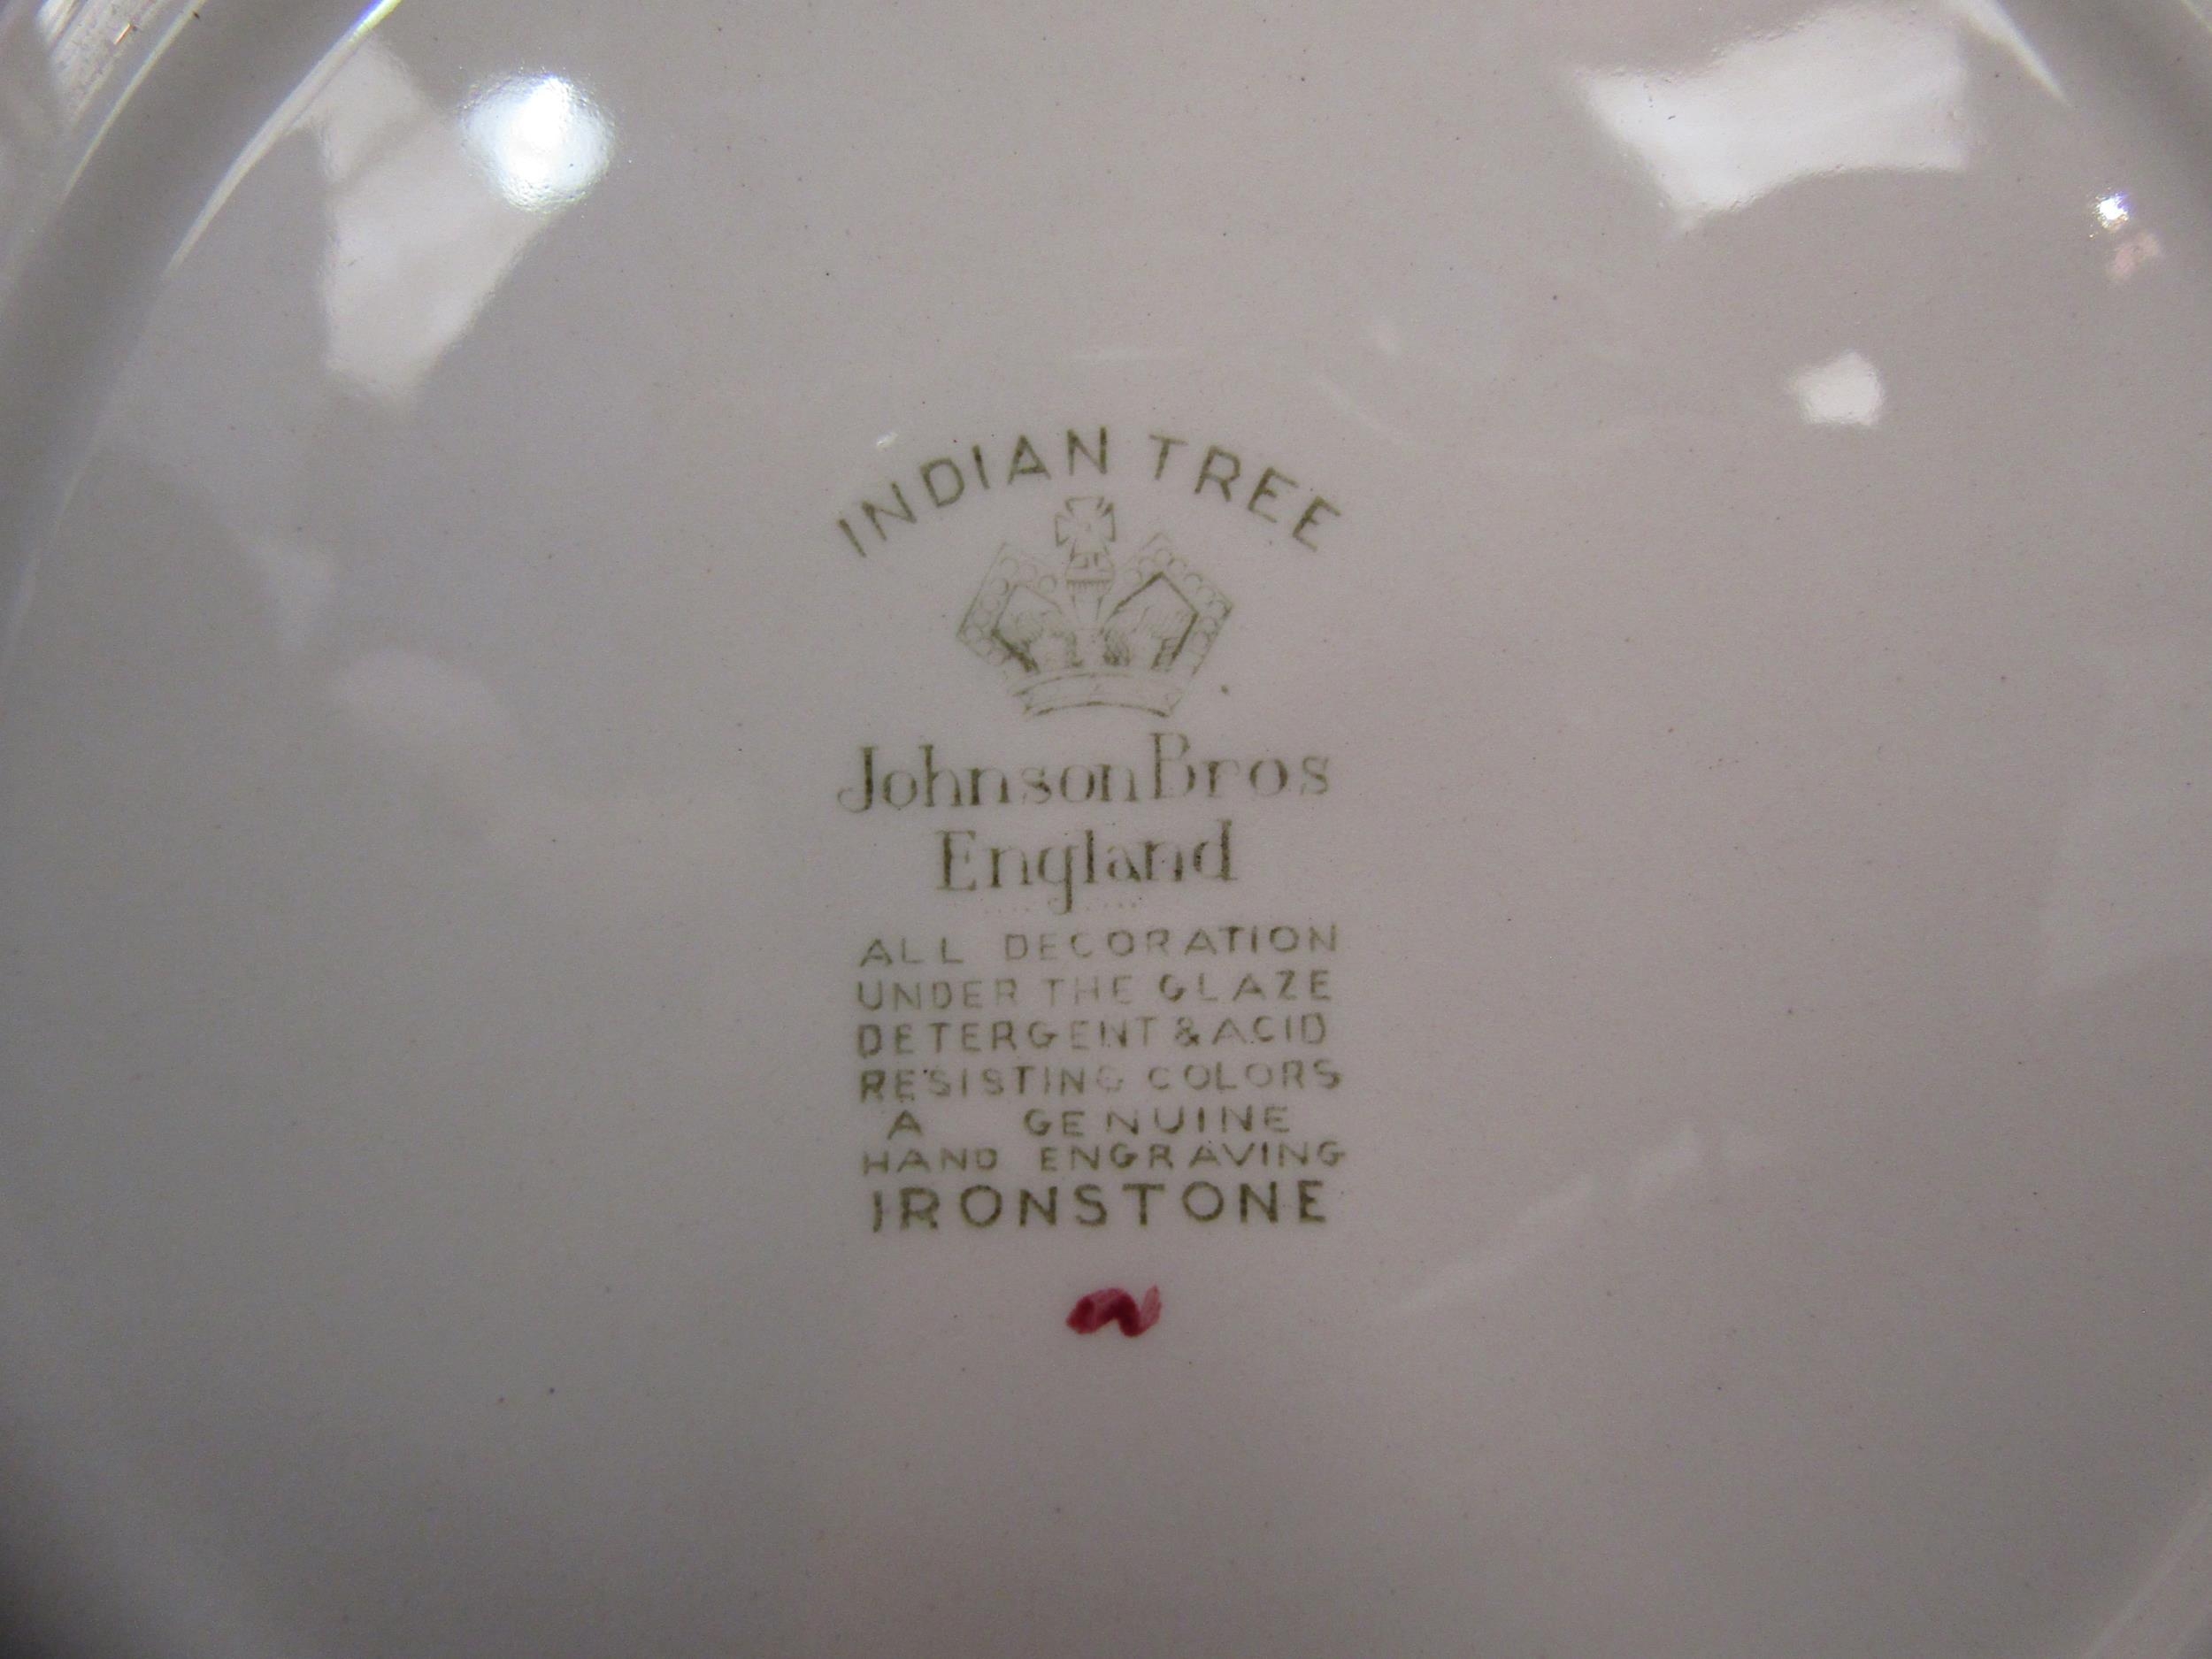 INDIAN TREE
Johnson Bros
England
ALL DECORATION
UNDER THE GLAZE
DETERGENT & ACID
RESISTING COLORS
A GENUINE
HAND ENGRAVING
IRONSTONE